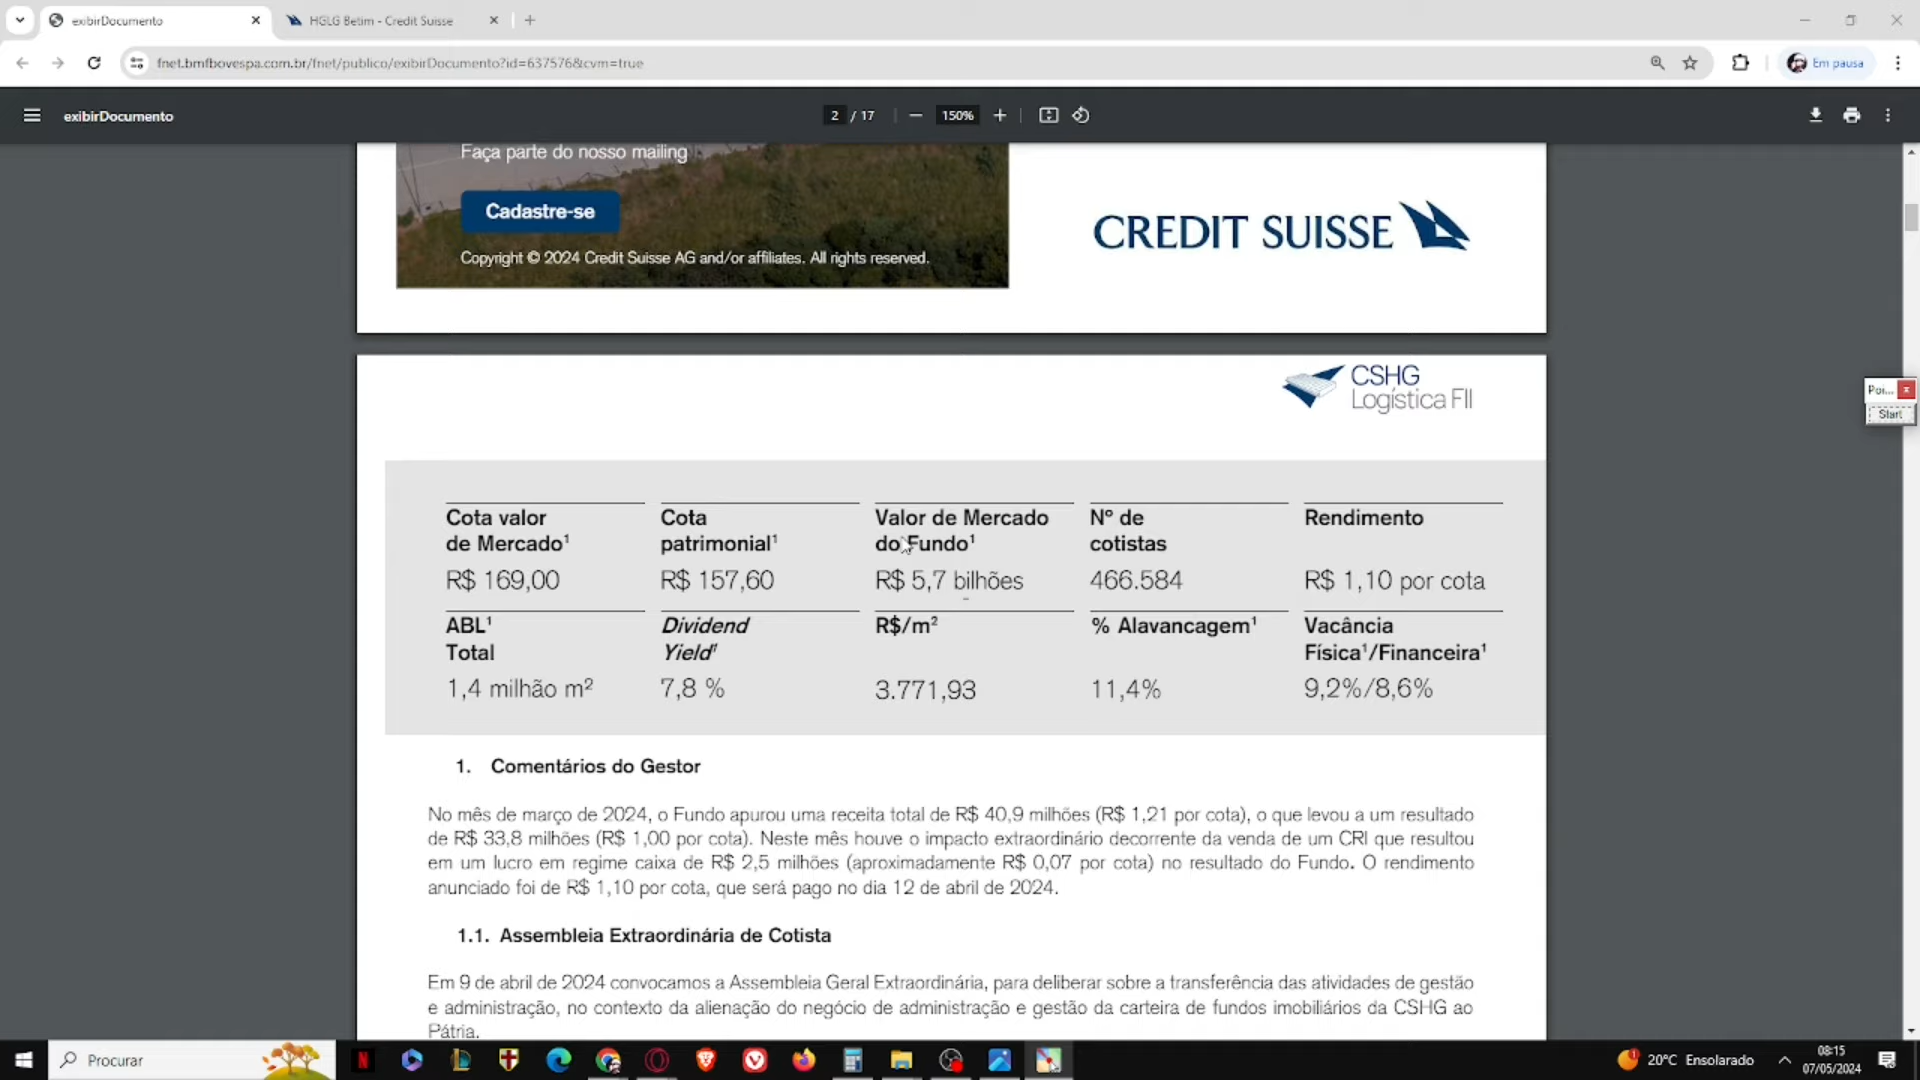 exibirDocumento
HGLG Betim - Credit Suisse
fnet.bmfbovespa.com.br/fnet/publico/exibirDocumento?id=637576&cvm=true
Em pausa
exibirDocumento
2 / 17
150%
Faça parte do nosso mailing
Cadastre-se
Copyright © 2024 Credit Suisse AG and/or affiliates. All rights reserved.
CREDIT SUISSE
CSHG
Logística FII
Poi...
Start
Cota valor
de Mercado¹
R$ 169,00
Cota
patrimonial¹
R$ 157,60
Valor de Mercado
do Fundo¹
R$ 5,7 bilhões
Nº de
cotistas
466.584
Rendimento
R$ 1,10 por cota
ABL¹
Total
1,4 milhão m²
Dividend
Yield¹
7,8 %
R$/m²
3.771,93
% Alavancagem¹
11,4%
Vacância
Física¹/Financeira¹
9,2%/8,6%
1. Comentários do Gestor
No mês de março de 2024, o Fundo apurou uma receita total de R$ 40,9 milhões (R$ 1,21 por cota), o que levou a um resultado
de R$ 33,8 milhões (R$ 1,00 por cota). Neste mês houve o impacto extraordinário decorrente da venda de um CRI que resultou
em um lucro em regime caixa de R$ 2,5 milhões (aproximadamente R$ 0,07 por cota) no resultado do Fundo. O rendimento
anunciado foi de R$ 1,10 por cota, que será pago no dia 12 de abril de 2024.
1.1. Assembleia Extraordinária de Cotista
Em 9 de abril de 2024 convocamos a Assembleia Geral Extraordinária, para deliberar sobre a transferência das atividades de gestão
e administração, no contexto da alienação do negócio de administração e gestão da carteira de fundos imobiliários da CSHG ao
Pátria.
Procurar
20°C Ensolarado
08:15
07/05/2024